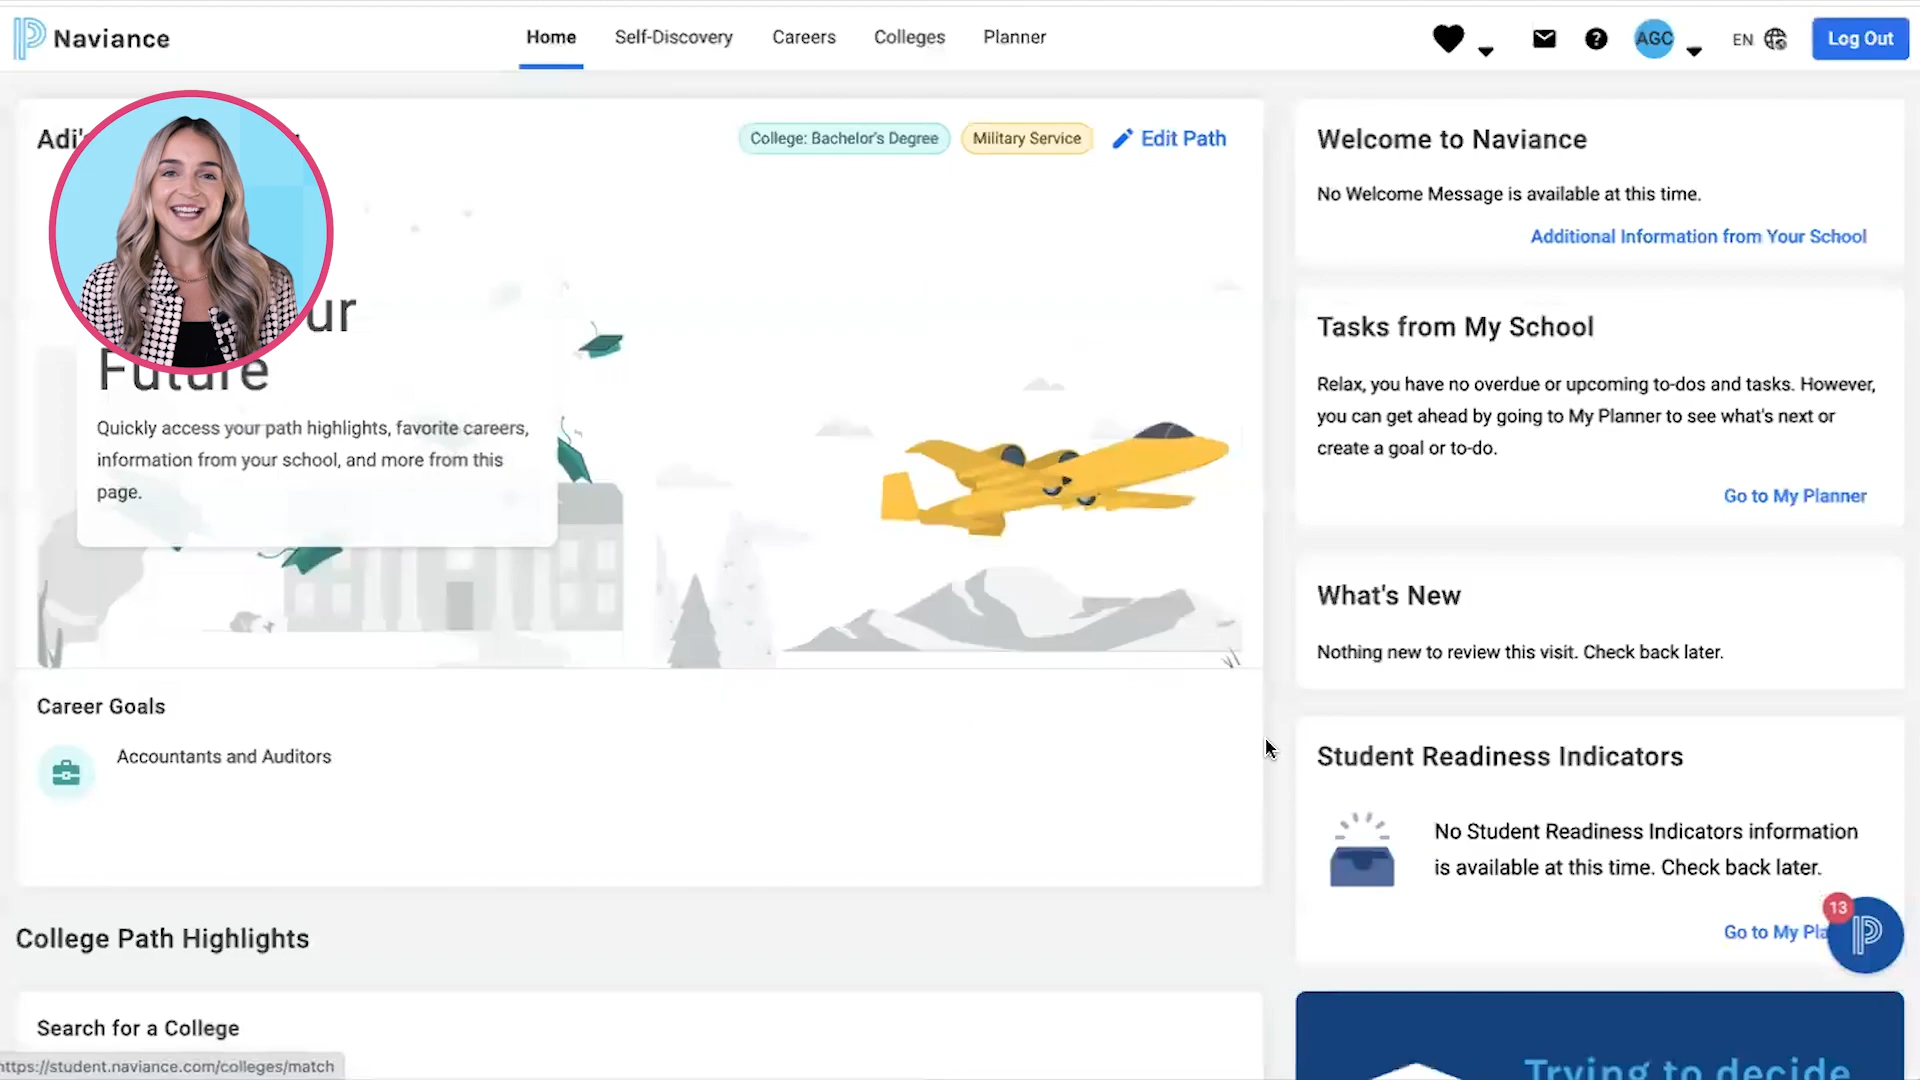 Naviance
Home
Self-Discovery
Careers
Colleges
Planner
?
AGC
EN
Log Out
College: Bachelor's Degree
Military Service
Edit Path
ur
Future
Quickly access your path highlights, favorite careers,
information from your school, and more from this
page.
Career Goals
Accountants and Auditors
College Path Highlights
Search for a College
https://student.naviance.com/colleges/match
Welcome to Naviance
No Welcome Message is available at this time.
Additional Information from Your School
Tasks from My School
Relax, you have no overdue or upcoming to-dos and tasks. However,
you can get ahead by going to My Planner to see what's next or
create a goal or to-do.
Go to My Planner
What's New
Nothing new to review this visit. Check back later.
Student Readiness Indicators
No Student Readiness Indicators information
is available at this time. Check back later.
Go to My Pla
13
Trying to decide